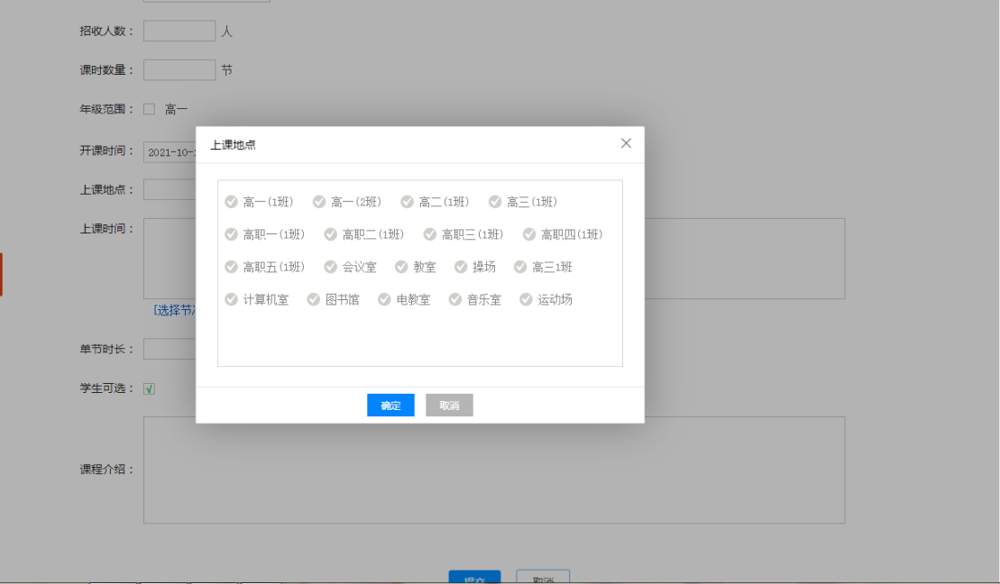 招收人数： 人
课时数量： 节
年级范围： 高一
开课时间： 2021-10-
上课地点：
上课时间：
[选择节
单节时长：
学生可选： √
课程介绍：
上课地点
高一(1班) 高一(2班) 高二(1班) 高三(1班)
高职一(1班) 高职二(1班) 高职三(1班) 高职四(1班)
高职五(1班) 会议室 教室 操场 高三1班
计算机室 图书馆 电教室 音乐室 运动场
确定 取消
提交 取消